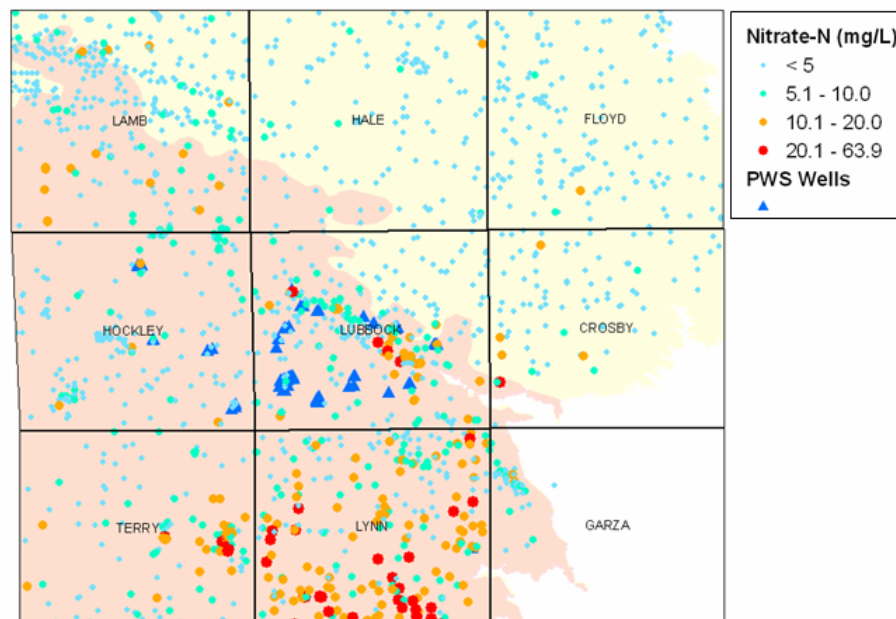 Nitrate-N (mg/L)
< 5
5.1 - 10.0
10.1 - 20.0
20.1 - 63.9
PWS Wells
LAMB
HALE
FLOYD
HOCKLEY
LUBBOCK
CROSBY
TERRY
LYNN
GARZA